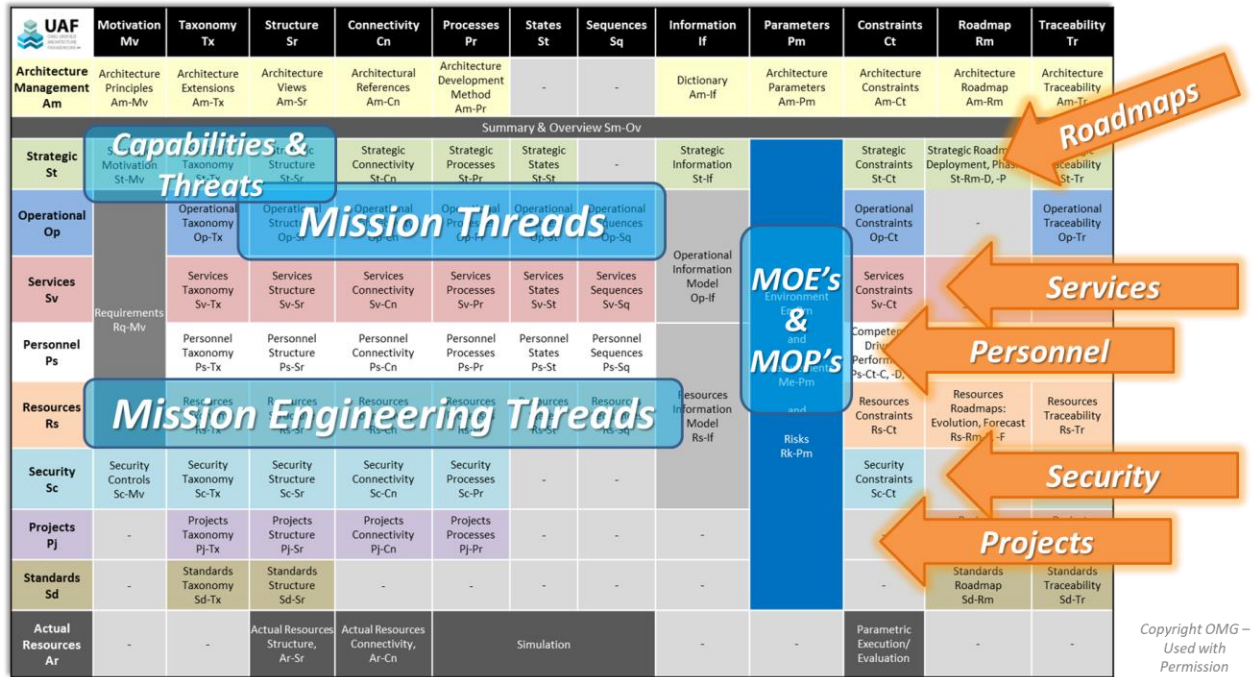 UAF
Motivation
Mv
Taxonomy
Tx
Structure
Sr
Connectivity
Cn
Processes
Pr
States
St
Sequences
Sq
Information
If
Parameters
Pm
Constraints
Ct
Roadmap
Rm
Traceability
Tr
Architecture
Management
Am
Architecture
Principles
Am-Mv
Architecture
Extensions
Am-Tx
Architecture
Views
Am-Sr
Architectural
References
Am-Cn
Architecture
Development
Method
Am-Pr
-
-
Dictionary
Am-If
Architecture
Parameters
Am-Pm
Architecture
Constraints
Am-Ct
Architecture
Roadmap
Am-Rm
Architecture
Traceability
Am-Tr
Roadmaps
Summary & Overview Sm-Ov
Capabilities &
Threats
Strategic
St
Motivation
St-Mv
Taxonomy
St-Tx
Structure
St-Sr
Strategic
Connectivity
St-Cn
Strategic
Processes
St-Pr
Strategic
States
St-St
-
Strategic
Information
St-If
Strategic
Constraints
St-Ct
Strategic
Deployment,
St-Rm-D, -P
St-Tr
Operational
Op
Operational
Taxonomy
Op-Tx
Mission Threads
Operational
Constraints
Op-Ct
-
Operational
Traceability
Op-Tr
Requirements
Rq-Mv
Operational
Information
Model
Op-If
MOE's
&
MOP's
Environment
and
Me-Pm
and
Risks
Rk-Pm
Services
Sv
Services
Taxonomy
Sv-Tx
Services
Structure
Sv-Sr
Services
Connectivity
Sv-Cn
Services
Processes
Sv-Pr
Services
States
Sv-St
Services
Sequences
Sv-Sq
Services
Constraints
Sv-Ct
Services
Personnel
Ps
Personnel
Taxonomy
Ps-Tx
Personnel
Structure
Ps-Sr
Personnel
Connectivity
Ps-Cn
Personnel
Processes
Ps-Pr
Personnel
States
Ps-St
Personnel
Sequences
Ps-Sq
Personnel
Resources
Rs
Mission Engineering Threads
Resources
Information
Model
Rs-If
Resources
Constraints
Rs-Ct
Resources
Roadmaps:
Evolution, Forecast
Resources
Traceability
Rs-Tr
Security
Sc
Security
Controls
Sc-Mv
Security
Taxonomy
Sc-Tx
Security
Structure
Sc-Sr
Security
Connectivity
Sc-Cn
Security
Processes
Sc-Pr
-
-
Security
Constraints
Sc-Ct
Security
Projects
Pj
-
Projects
Taxonomy
Pj-Tx
Projects
Structure
Pj-Sr
Projects
Connectivity
Pj-Cn
Projects
Processes
Pj-Pr
-
-
-
Projects
Standards
Sd
-
Standards
Taxonomy
Sd-Tx
Standards
Structure
Sd-Sr
-
-
-
-
-
-
Standards
Roadmap
Sd-Rm
Standards
Traceability
Sd-Tr
Actual
Resources
Ar
-
-
Actual Resources
Structure,
Ar-Sr
Actual Resources
Connectivity,
Ar-Cn
Simulation
-
-
Parametric
Execution/
Evaluation
-
-
Copyright OMG –
Used with
Permission